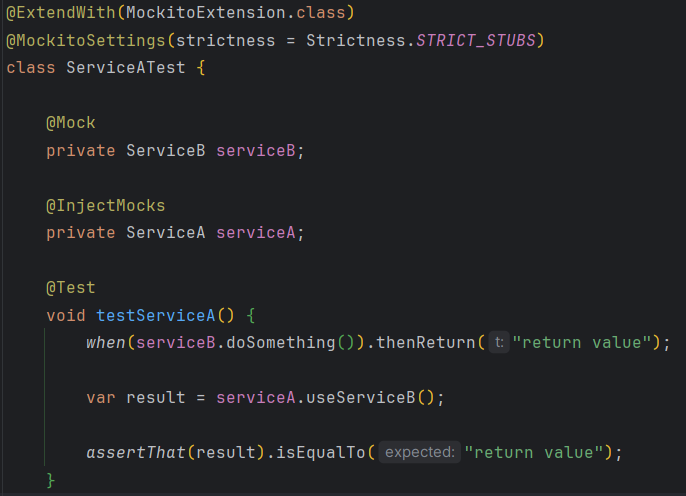 @ExtendWith(MockitoExtension.class)
@MockitoSettings(strictness = Strictness.STRICT_STUBS)
class ServiceATest {
@Mock
private ServiceB serviceB;
@InjectMocks
private ServiceA serviceA;
@Test
void testServiceA() {
when(serviceB.doSomething()).thenReturn( t: "return value");
var result = serviceA.useServiceB();
assertThat(result).isEqualTo( expected: "return value");
}